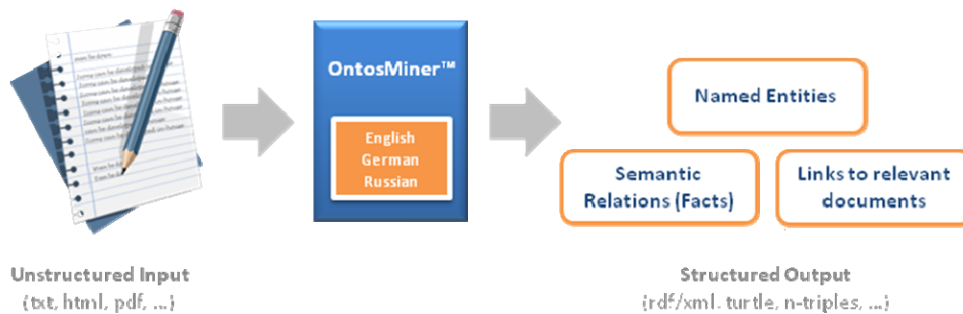 OntosMiner™
English
German
Russian
Named Entities
Semantic
Relations (Facts)
Links to relevant
documents
Unstructured Input
(txt, html, pdf, ...)
Structured Output
(rdf/xml, turtle, n-triples, ...)